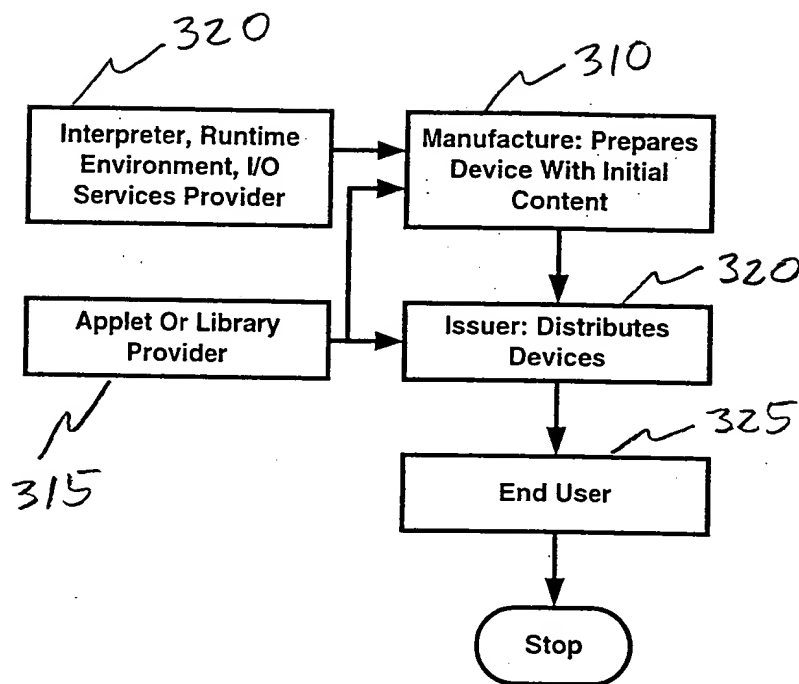 320
310
Interpreter, Runtime
Environment, I/O
Services Provider
Manufacture: Prepares
Device With Initial
Content
320
Applet Or Library
Provider
Issuer: Distributes
Devices
315
325
End User
Stop